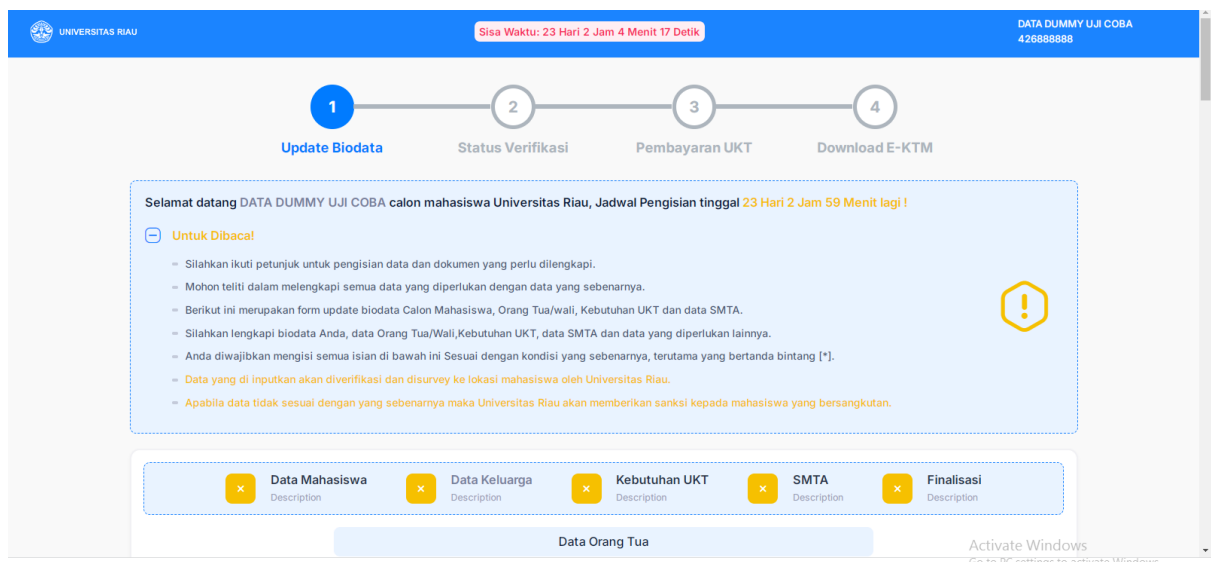 UNIVERSITAS RIAU
Sisa Waktu: 23 Hari 2 Jam 4 Menit 17 Detik
DATA DUMMY UJI COBA
426888888
1
2
3
4
Update Biodata
Status Verifikasi
Pembayaran UKT
Download E-KTM
Selamat datang DATA DUMMY UJI COBA calon mahasiswa Universitas Riau, Jadwal Pengisian tinggal 23 Hari 2 Jam 59 Menit lagi !
Untuk Dibaca!
Silahkan ikuti petunjuk untuk pengisian data dan dokumen yang perlu dilengkapi.
Mohon teliti dalam melengkapi semua data yang diperlukan dengan data yang sebenarnya.
Berikut ini merupakan form update biodata Calon Mahasiswa, Orang Tua/wali, Kebutuhan UKT dan data SMTA.
Silahkan lengkapi biodata Anda, data Orang Tua/Wali,Kebutuhan UKT, data SMTA dan data yang diperlukan lainnya.
Anda diwajibkan mengisi semua isian di bawah ini Sesuai dengan kondisi yang sebenarnya, terutama yang bertanda bintang [*].
Data yang di inputkan akan diverifikasi dan disurvey ke lokasi mahasiswa oleh Universitas Riau.
Apabila data tidak sesuai dengan yang sebenarnya maka Universitas Riau akan memberikan sanksi kepada mahasiswa yang bersangkutan.
Data Mahasiswa
Description
Data Keluarga
Description
Kebutuhan UKT
Description
SMTA
Description
Finalisasi
Description
Data Orang Tua
Activate Windows
Go to PC settings to activate Windows.